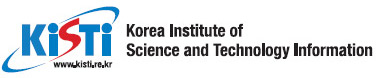 KiSTi
www.kisti.re.kr
Korea Institute of
Science and Technology Information